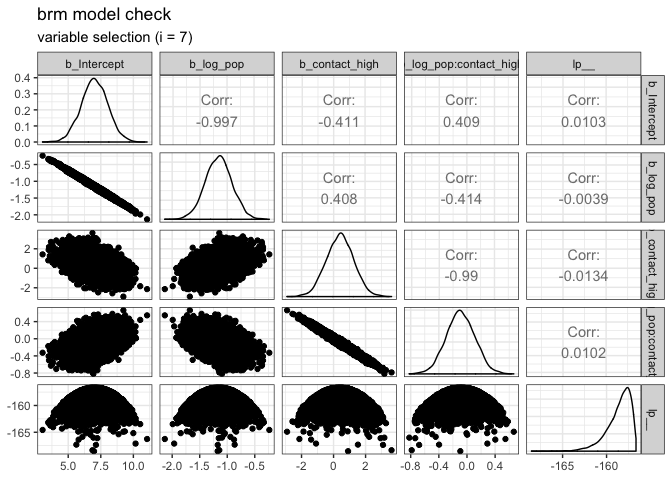 brm model check
variable selection (i = 7)
b_Intercept b_log_pop b_contact_high _log_pop:contact_high lp__
0.4 0.3 0.2 0.1 0.0
Corr: -0.997
Corr: -0.411
Corr: 0.409
Corr: 0.0103
b_Intercept
-0.5 -1.0 -1.5 -2.0
Corr: 0.408
Corr: -0.414
Corr: -0.0039
b_log_pop
2 0 -2
Corr: -0.99
Corr: -0.0134
_contact_hig
0.4 0.0 -0.4 -0.8
Corr: 0.0102
_pop:contact
-160 -165
lp__
5.0 7.5 10.0 -2.0 -1.5 -1.0 -0.5 -2 0 2 -0.8 -0.4 0.0 0.4 -165 -160